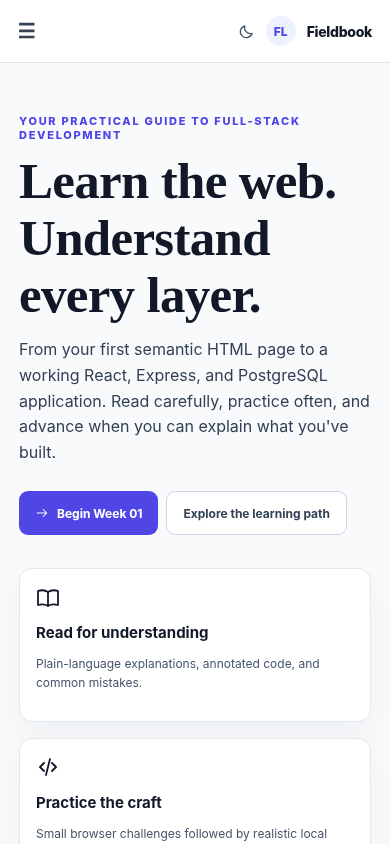 FL Fieldbook
YOUR PRACTICAL GUIDE TO FULL-STACK
DEVELOPMENT
Learn the web.
Understand
every layer.
From your first semantic HTML page to a
working React, Express, and PostgreSQL
application. Read carefully, practice often, and
advance when you can explain what you've
built.
→ Begin Week 01
Explore the learning path
Read for understanding
Plain-language explanations, annotated code, and
common mistakes.
Practice the craft
Small browser challenges followed by realistic local